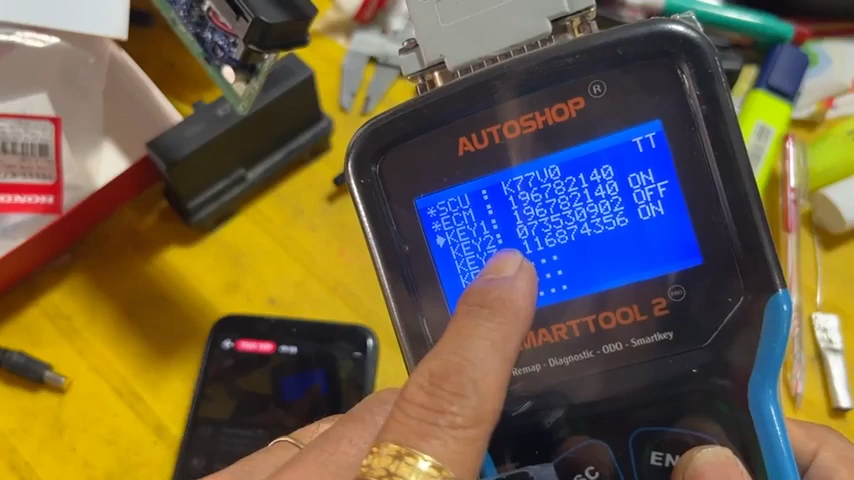 AUTOSHOP ®
TT
*SCU : K77V0
*ECM : 196782140
KEY1: 196782140 ON
KEY2: 073530902 OFF
116874356 ON
SMARTTOOL 2 PRO
Remap - Diagnostic - ODO - Smartkey
HONDA